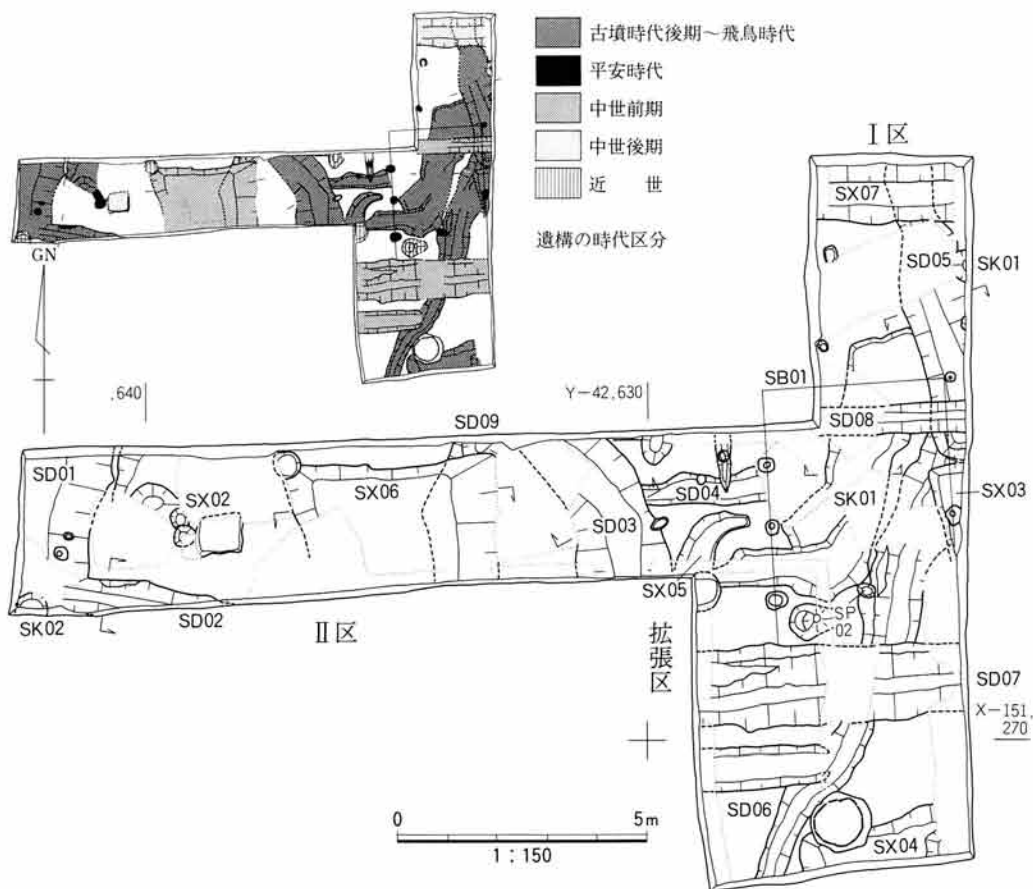 古墳時代後期～飛鳥時代
平安時代
中世前期
中世後期
近　世
遺構の時代区分
GN
I区
SX07
SD05
SK01
,640
Y－42,630
SB01
SD09
SD08
SD01
SX02
SX06
SD04
SK01
SX03
SD03
SX05
SP
02
SK02
SD02
II区
拡張区
SD07
X－151,
270
SD06
SX04
0
5m
1：150